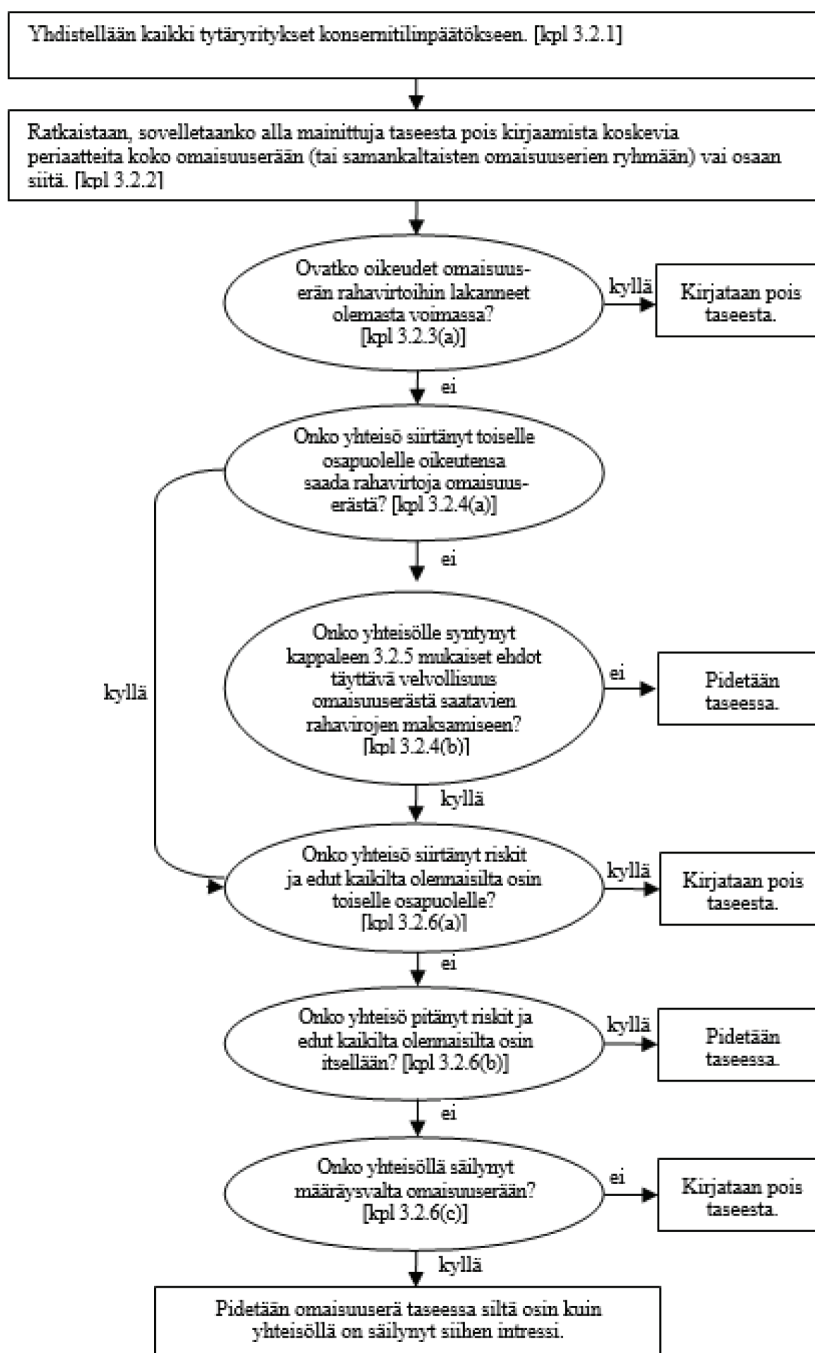 Yhdistellään kaikki tytäryritykset konsernitilinpäätökseen. [kpl 3.2.1]
Ratkaistaan, sovelletaanko alla mainittuja taseesta pois kirjaamista koskevia
periaatteita koko omaisuuserään (tai samankaltaisten omaisuuserien ryhmään) vai osaan
siitä. [kpl 3.2.2]
Ovatko oikeudet omaisuus-
erän rahavirtoihin lakanneet
olemasta voimassa?
[kpl 3.2.3(a)]
kyllä
Kirjataan pois
taseesta.
ei
Onko yhteisö siirtänyt toiselle
osapuolelle oikeutensa
saada rahavirtoja omaisuus-
erästä? [kpl 3.2.4(a)]
ei
kyllä
Onko yhteisölle syntynyt
kappaleen 3.2.5 mukaiset ehdot
täyttävä velvollisuus
omaisuuserästä saatavien
rahavirojen maksamiseen?
[kpl 3.2.4(b)]
ei
Pidetään
taseessa.
kyllä
Onko yhteisö siirtänyt riskit
ja edut kaikilta olennaisilta osin
toiselle osapuolelle?
[kpl 3.2.6(a)]
kyllä
Kirjataan pois
taseesta.
ei
Onko yhteisö pitänyt riskit ja
edut kaikilta olennaisilta osin
itsellään? [kpl 3.2.6(b)]
kyllä
Pidetään
taseessa.
ei
Onko yhteisöllä säilynyt
määräysvalta omaisuuserään?
[kpl 3.2.6(c)]
ei
Kirjataan pois
taseesta.
kyllä
Pidetään omaisuuserä taseessa siltä osin kuin
yhteisöllä on säilynyt siihen intressi.